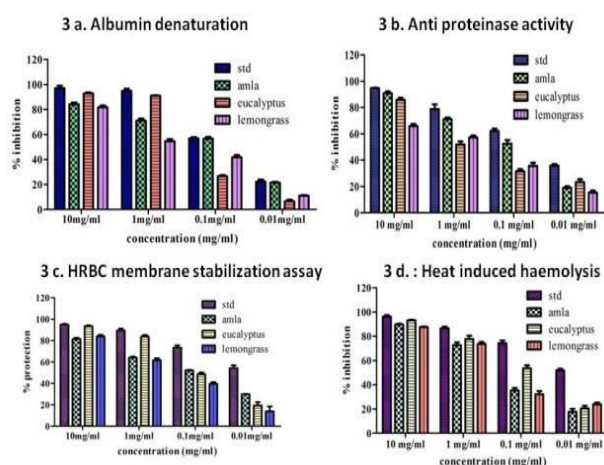 3 a. Albumin denaturation
% inhibition
120
100
80
60
40
20
0
std
amla
eucalyptus
lemongrass
10mg/ml 1mg/ml 0.1mg/ml 0.01mg/ml
concentration (mg/ml)
3 b. Anti proteinase activity
% inhibition
120
100
80
60
40
20
0
std
amla
eucalyptus
lemongrass
10 mg/ml 1 mg/ml 0.1 mg/ml 0.01 mg/ml
concentration (mg/ml)
3 c. HRBC membrane stabilization assay
% protection
120
100
80
60
40
20
0
std
amla
eucalyptus
lemongrass
10mg/ml 1mg/ml 0.1mg/ml 0.01mg/ml
concentration (mg/ml)
3 d. : Heat induced haemolysis
% inhibition
120
100
80
60
40
20
0
std
amla
eucalyptus
lemongrass
10 mg/ml 1 mg/ml 0.1 mg/ml 0.01 mg/ml
concentration (mg/ml)